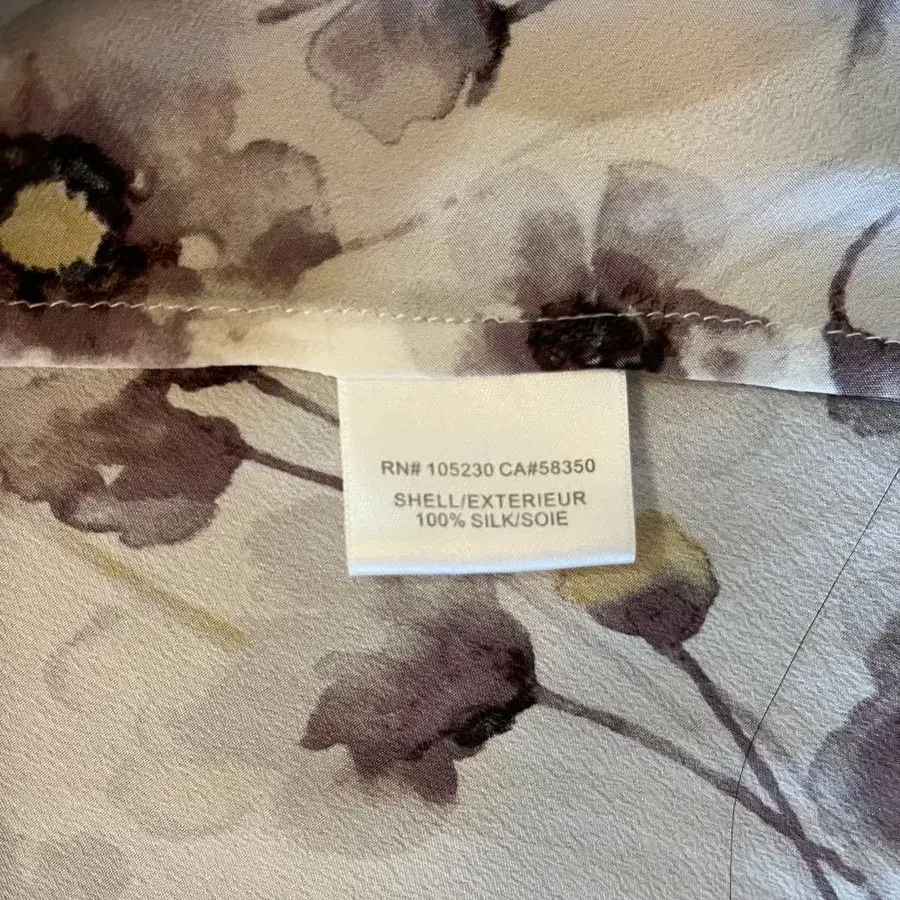 RN# 105230 CA#58350
SHELL/EXTERIEUR
100% SILK/SOIE